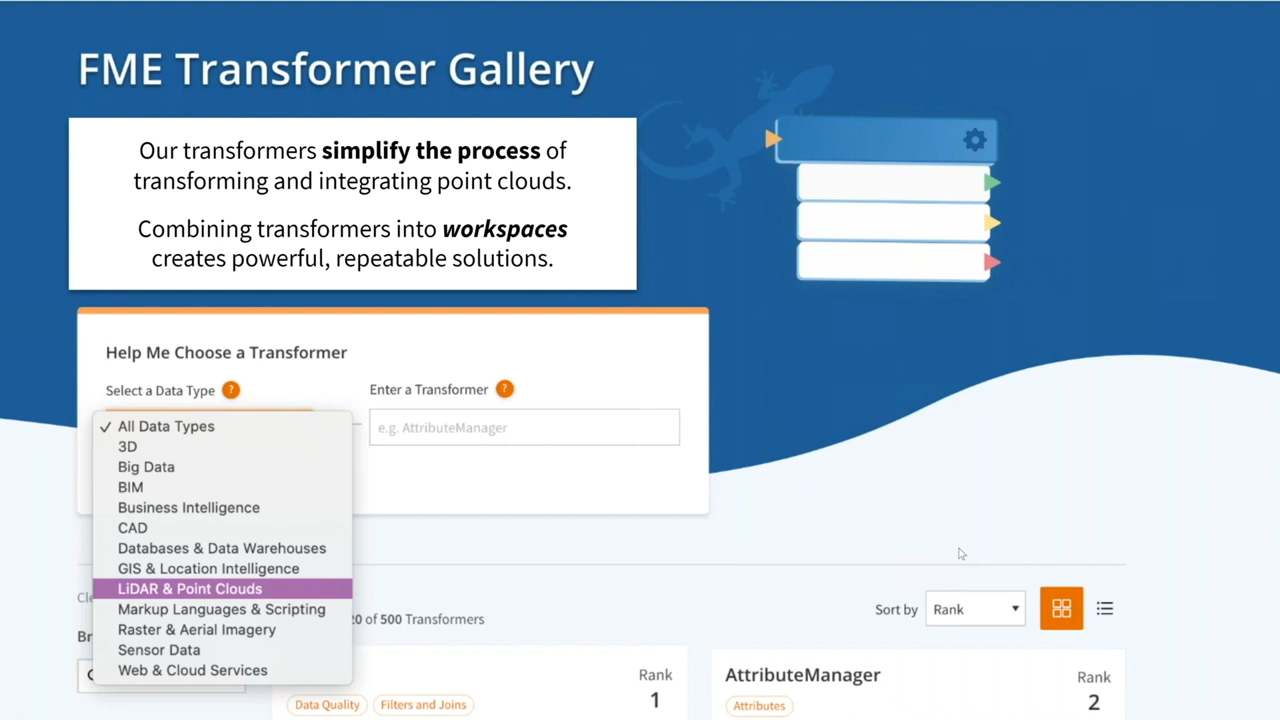 FME Transformer Gallery
Our transformers simplify the process of
transforming and integrating point clouds.
Combining transformers into workspaces
creates powerful, repeatable solutions.
Help Me Choose a Transformer
Select a Data Type ?
Enter a Transformer ?
e.g. AttributeManager
✓ All Data Types
3D
Big Data
BIM
Business Intelligence
CAD
Databases & Data Warehouses
GIS & Location Intelligence
LiDAR & Point Clouds
Markup Languages & Scripting
Raster & Aerial Imagery
Sensor Data
Web & Cloud Services
of 500 Transformers
Sort by Rank
Rank
1
Data Quality Filters and Joins
AttributeManager
Rank
2
Attributes